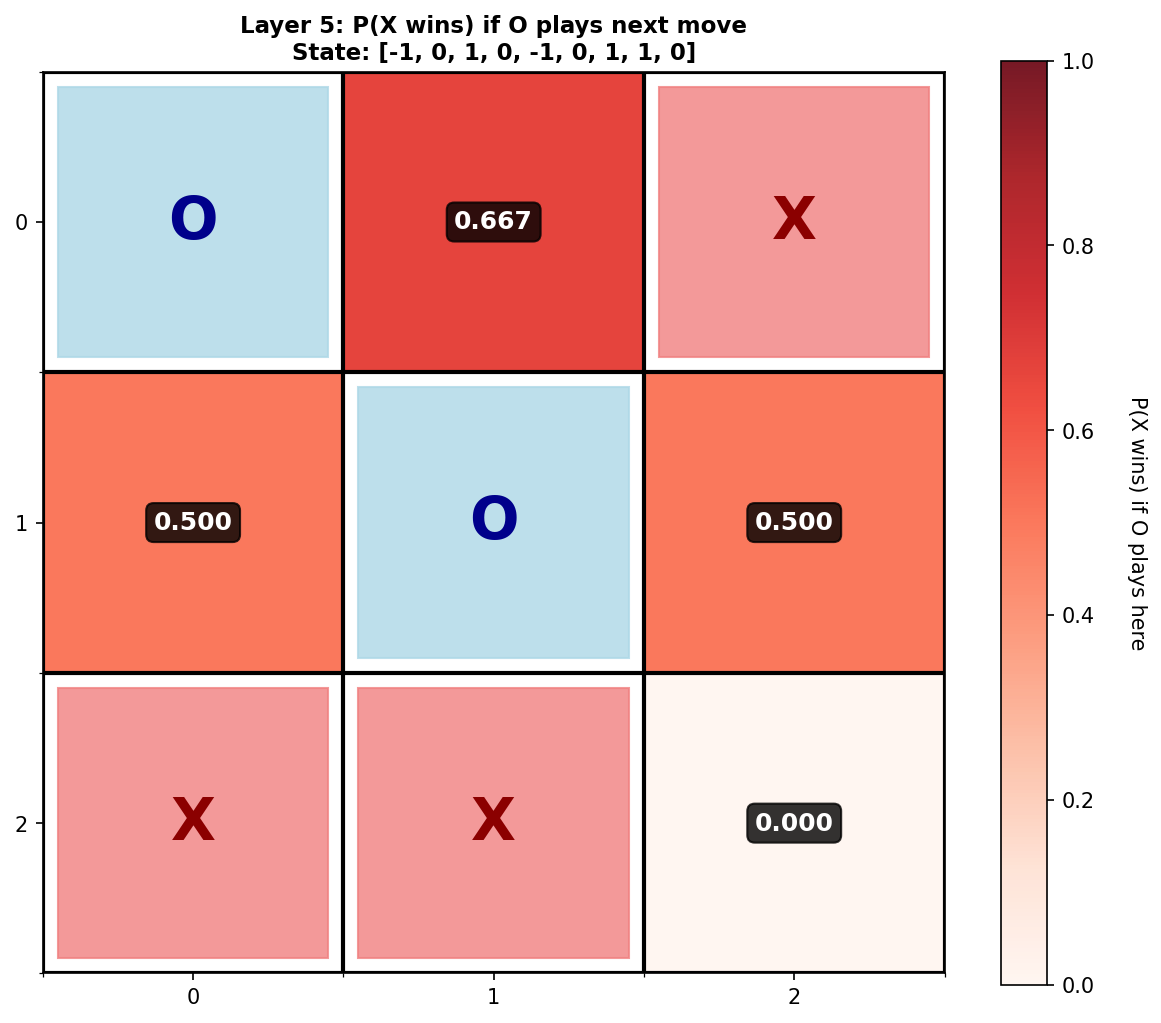 Layer 5: P(X wins) if O plays next move
State: [-1, 0, 1, 0, -1, 0, 1, 1, 0]
O
0.667
X
0.500
O
0.500
X
X
0.000
0
1
2
0
1
2
1.0
0.8
0.6
0.4
0.2
0.0
P(X wins) if O plays here